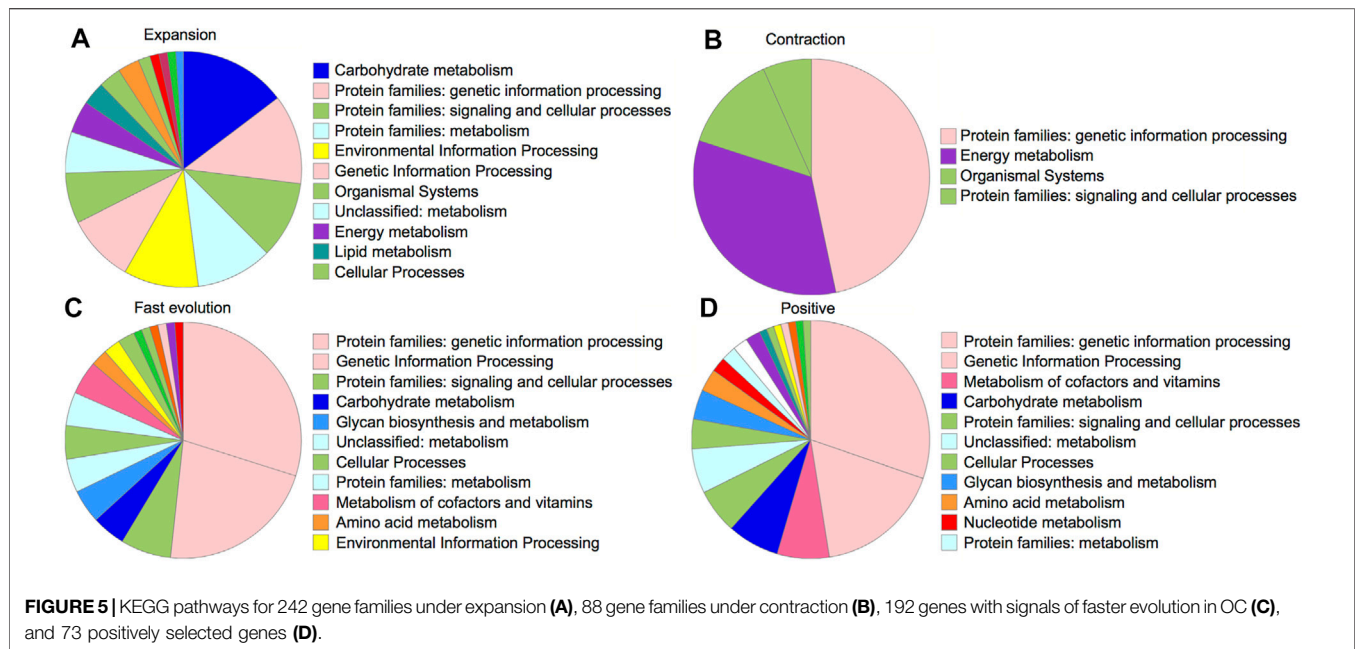 A
Expansion
Carbohydrate metabolism
Protein families: genetic information processing
Protein families: signaling and cellular processes
Protein families: metabolism
Environmental Information Processing
Genetic Information Processing
Organismal Systems
Unclassified: metabolism
Energy metabolism
Lipid metabolism
Cellular Processes
B
Contraction
Protein families: genetic information processing
Energy metabolism
Organismal Systems
Protein families: signaling and cellular processes
C
Fast evolution
Protein families: genetic information processing
Genetic Information Processing
Protein families: signaling and cellular processes
Carbohydrate metabolism
Glycan biosynthesis and metabolism
Unclassified: metabolism
Cellular Processes
Protein families: metabolism
Metabolism of cofactors and vitamins
Amino acid metabolism
Environmental Information Processing
D
Positive
Protein families: genetic information processing
Genetic Information Processing
Metabolism of cofactors and vitamins
Carbohydrate metabolism
Protein families: signaling and cellular processes
Unclassified: metabolism
Cellular Processes
Glycan biosynthesis and metabolism
Amino acid metabolism
Nucleotide metabolism
Protein families: metabolism
FIGURE 5 | KEGG pathways for 242 gene families under expansion (A), 88 gene families under contraction (B), 192 genes with signals of faster evolution in OC (C),
and 73 positively selected genes (D).